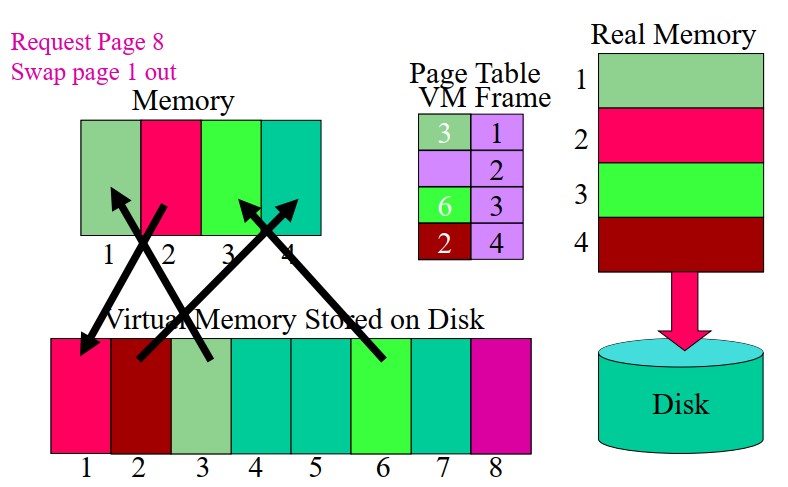 Request Page 8
Swap page 1 out
Memory
1 2 3 4
Page Table
VM Frame
3 1
2
6 3
2 4
Real Memory
1
2
3
4
Virtual Memory Stored on Disk
1 2 3 4 5 6 7 8
Disk